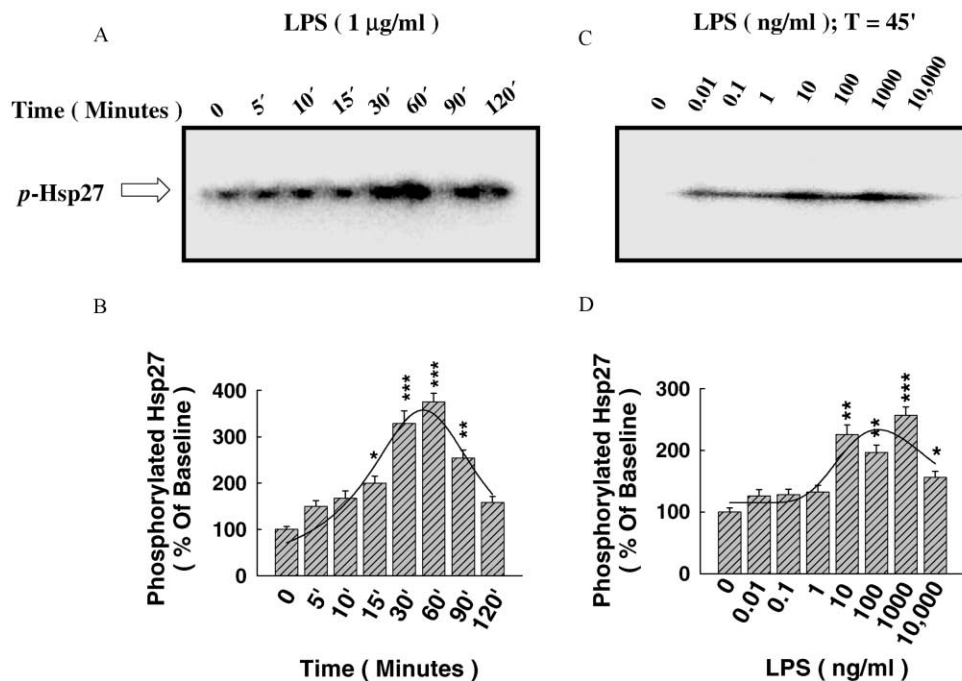 A
LPS ( 1 µg/ml )
Time ( Minutes )
0 5′ 10′ 15′ 30′ 60′ 90′ 120′
p-Hsp27
C
LPS ( ng/ml ); T = 45'
0 0.01 0.1 1 10 100 1000 10,000
B
Phosphorylated Hsp27
( % Of Baseline )
400
300
200
100
0
* *** *** **
0 5' 10' 15' 30' 60' 90' 120'
Time ( Minutes )
D
Phosphorylated Hsp27
( % Of Baseline )
300
200
100
0
** ** *** *
0 0.01 0.1 1 10 100 1000 10,000
LPS ( ng/ml )